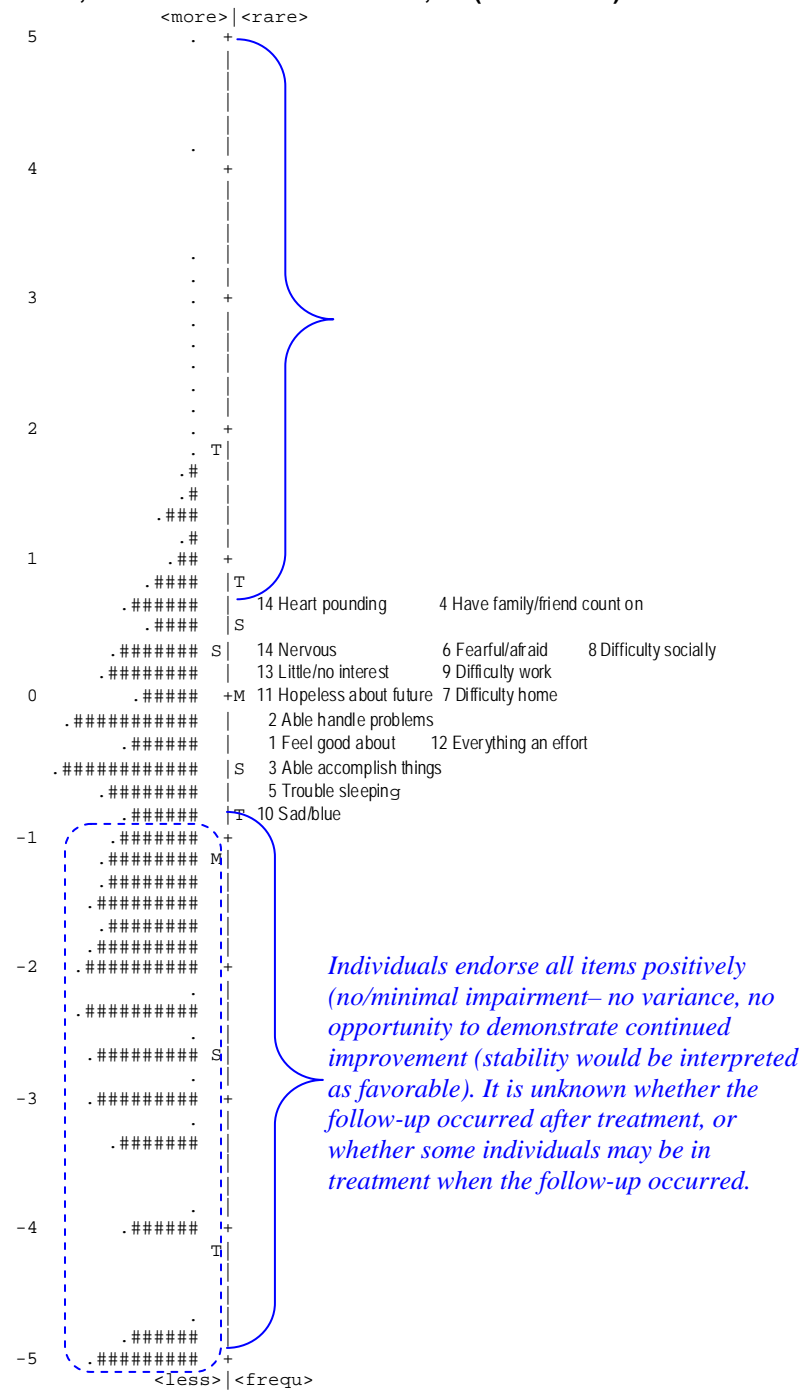 <more>|<rare>
5 . +
|
|
|
|
. |
4 +
|
|
|
|
|
. |
. |
3 . +
. |
. |
. |
. |
. |
2 . +
. T|
.# |
.# |
.### |
.# |
1 .## +
.#### |T
.###### | 14 Heart pounding 4 Have family/friend count on
.#### |S
.####### S| 14 Nervous 6 Fearful/afraid 8 Difficulty socially
.######## | 13 Little/no interest 9 Difficulty work
0 .##### +M 11 Hopeless about future 7 Difficulty home
.########### | 2 Able handle problems
.###### | 1 Feel good about 12 Everything an effort
.############ |S 3 Able accomplish things
.######## | 5 Trouble sleeping
.###### |T 10 Sad/blue
-1 .####### +
.######## M|
.######## |
.######### |
.######## |
.######### |
-2 .########## +
. |
.########## |
. |
.######### S|
. |
-3 .######### +
. |
.####### |
|
. |
-4 .###### +
T|
|
|
. |
.###### |
-5 .######### +
<less>|<frequ>
Individuals endorse all items positively
(no/minimal impairment– no variance, no
opportunity to demonstrate continued
improvement (stability would be interpreted
as favorable). It is unknown whether the
follow-up occurred after treatment, or
whether some individuals may be in
treatment when the follow-up occurred.